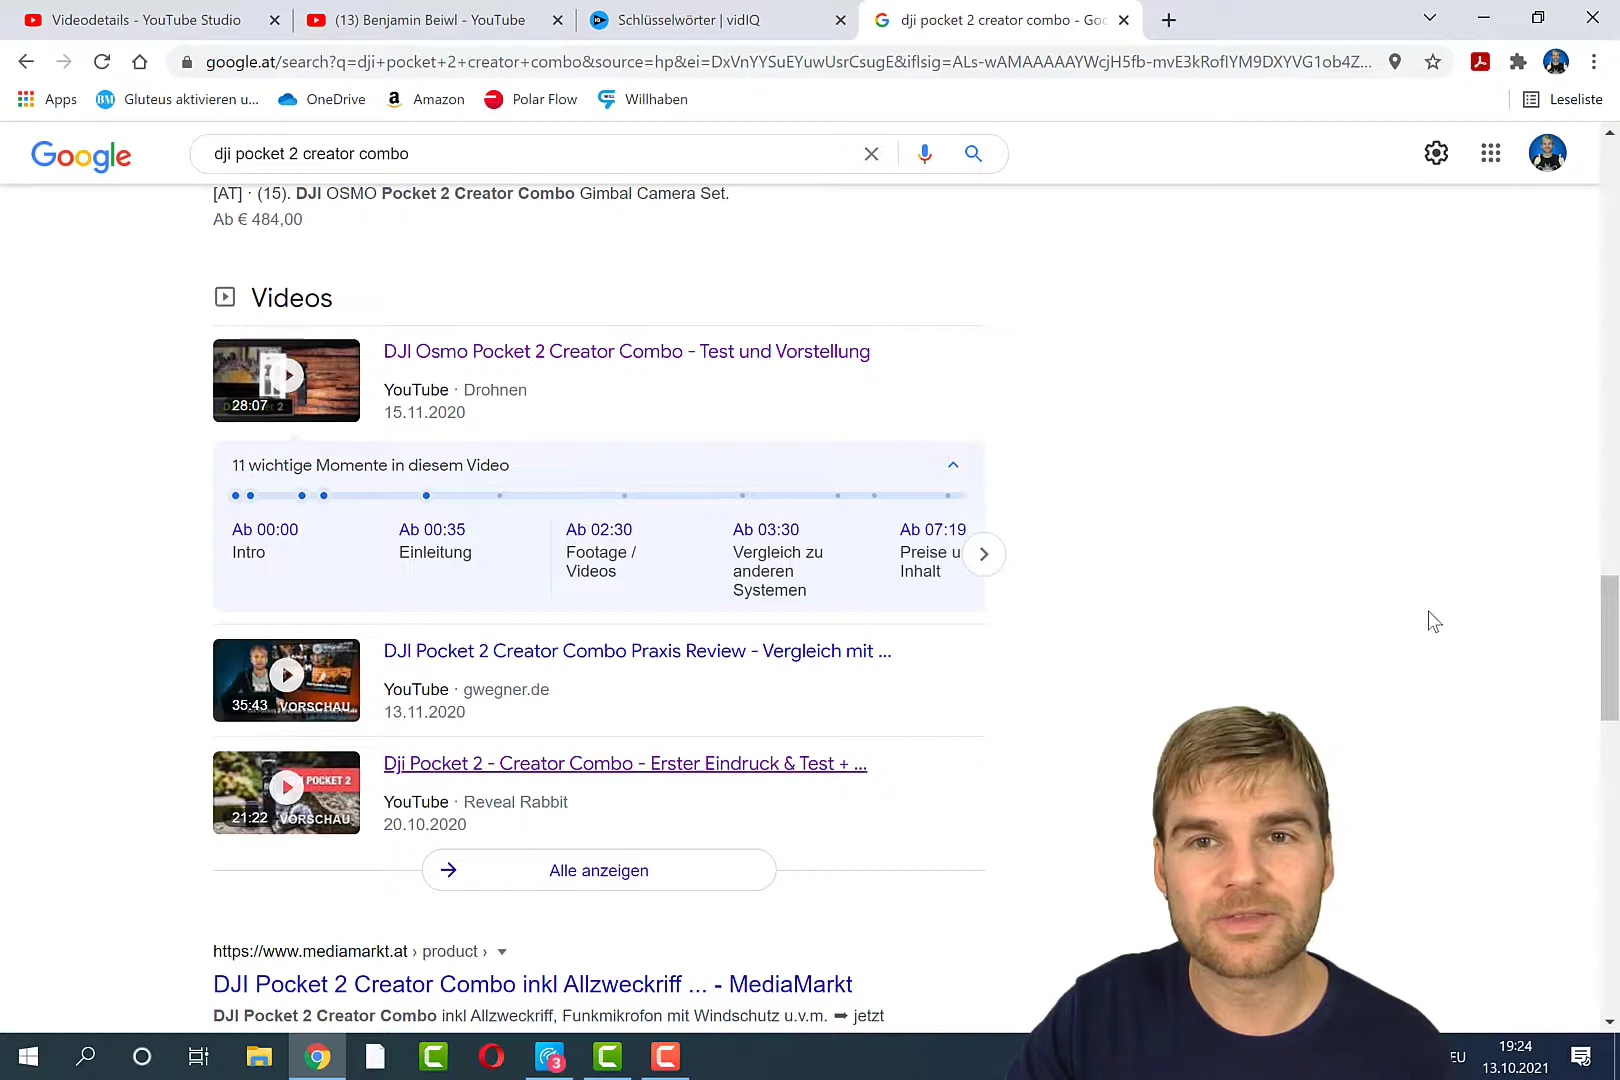 Videodetails - YouTube Studio
(13) Benjamin Beiwl - YouTube
Schlüsselwörter | vidIQ
dji pocket 2 creator combo - Goo
google.at/search?q=dji+pocket+2+creator+combo&source=hp&ei=DxVnYYSuEYuwUsrCsugE&iflsig=ALs-wAMAAAAAYWcjH5fb-mvE3kRofIYM9DXYVG1ob4Z...
Apps
Gluteus aktivieren u...
OneDrive
Amazon
Polar Flow
Willhaben
Leseliste
Google
dji pocket 2 creator combo
[AT] · (15). DJI OSMO Pocket 2 Creator Combo Gimbal Camera Set.
Ab € 484,00
Videos
DJI Osmo Pocket 2 Creator Combo - Test und Vorstellung
YouTube · Drohnen
15.11.2020
28:07
11 wichtige Momente in diesem Video
Ab 00:00
Intro
Ab 00:35
Einleitung
Ab 02:30
Footage /
Videos
Ab 03:30
Vergleich zu
anderen
Systemen
Ab 07:19
Preise u
Inhalt
DJI Pocket 2 Creator Combo Praxis Review - Vergleich mit ...
YouTube · gwegner.de
13.11.2020
35:43 VORSCHAU
Dji Pocket 2 - Creator Combo - Erster Eindruck & Test + ...
YouTube · Reveal Rabbit
20.10.2020
POCKET 2
21:22 VORSCHAU
Alle anzeigen
https://www.mediamarkt.at › product ›
DJI Pocket 2 Creator Combo inkl Allzweckriff ... - MediaMarkt
DJI Pocket 2 Creator Combo inkl Allzweckriff, Funkmikrofon mit Windschutz u.v.m. ➡ jetzt
3
EU
19:24
13.10.2021